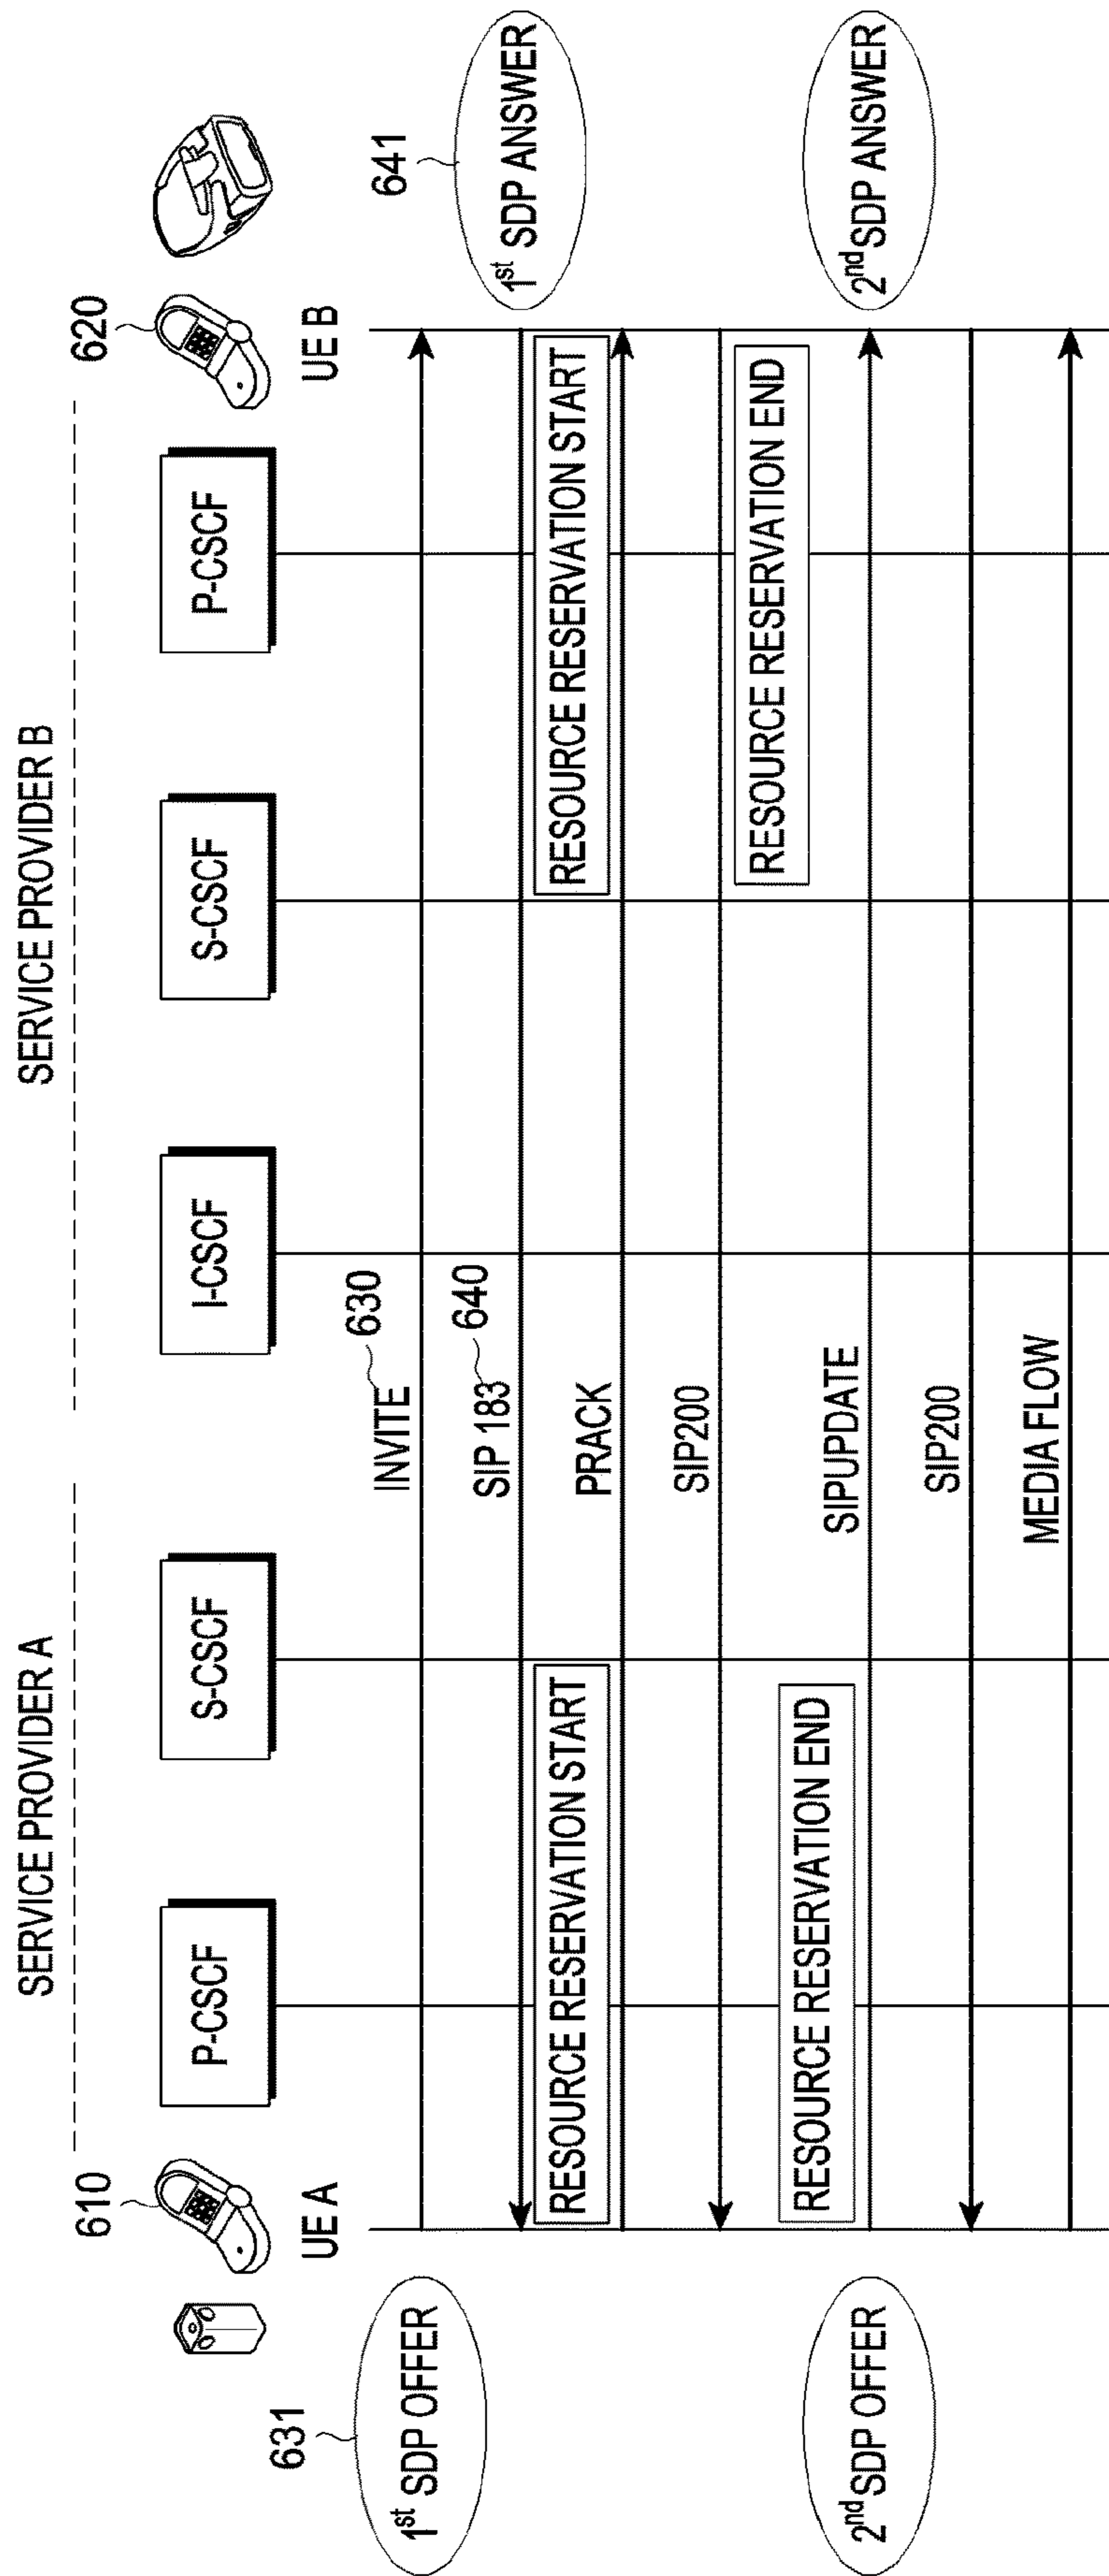 SERVICE PROVIDER A
SERVICE PROVIDER B
610
620
P-CSCF
S-CSCF
I-CSCF
S-CSCF
P-CSCF
UE A
UE B
631
1st SDP OFFER
INVITE
630
641
1st SDP ANSWER
SIP 183
640
RESOURCE RESERVATION START
RESOURCE RESERVATION START
PRACK
SIP200
RESOURCE RESERVATION END
RESOURCE RESERVATION END
2nd SDP OFFER
SIPUPDATE
2nd SDP ANSWER
SIP200
MEDIA FLOW